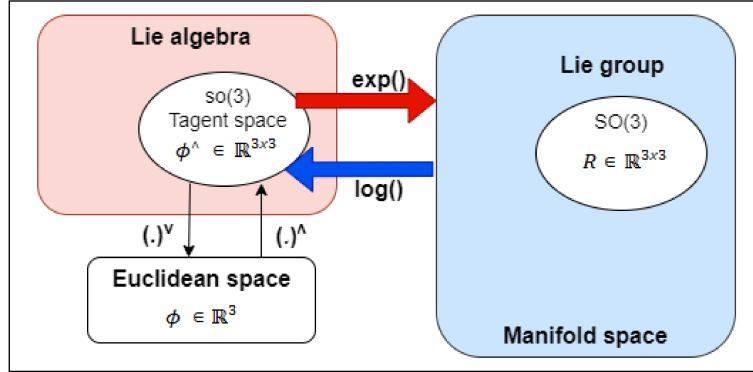 Lie algebra
so(3)
Tagent space
ϕ^ ∈ ℝ³ˣ³
exp()
log()
(.)ᵛ
(.)^
Euclidean space
ϕ ∈ ℝ³
Lie group
SO(3)
R ∈ ℝ³ˣ³
Manifold space